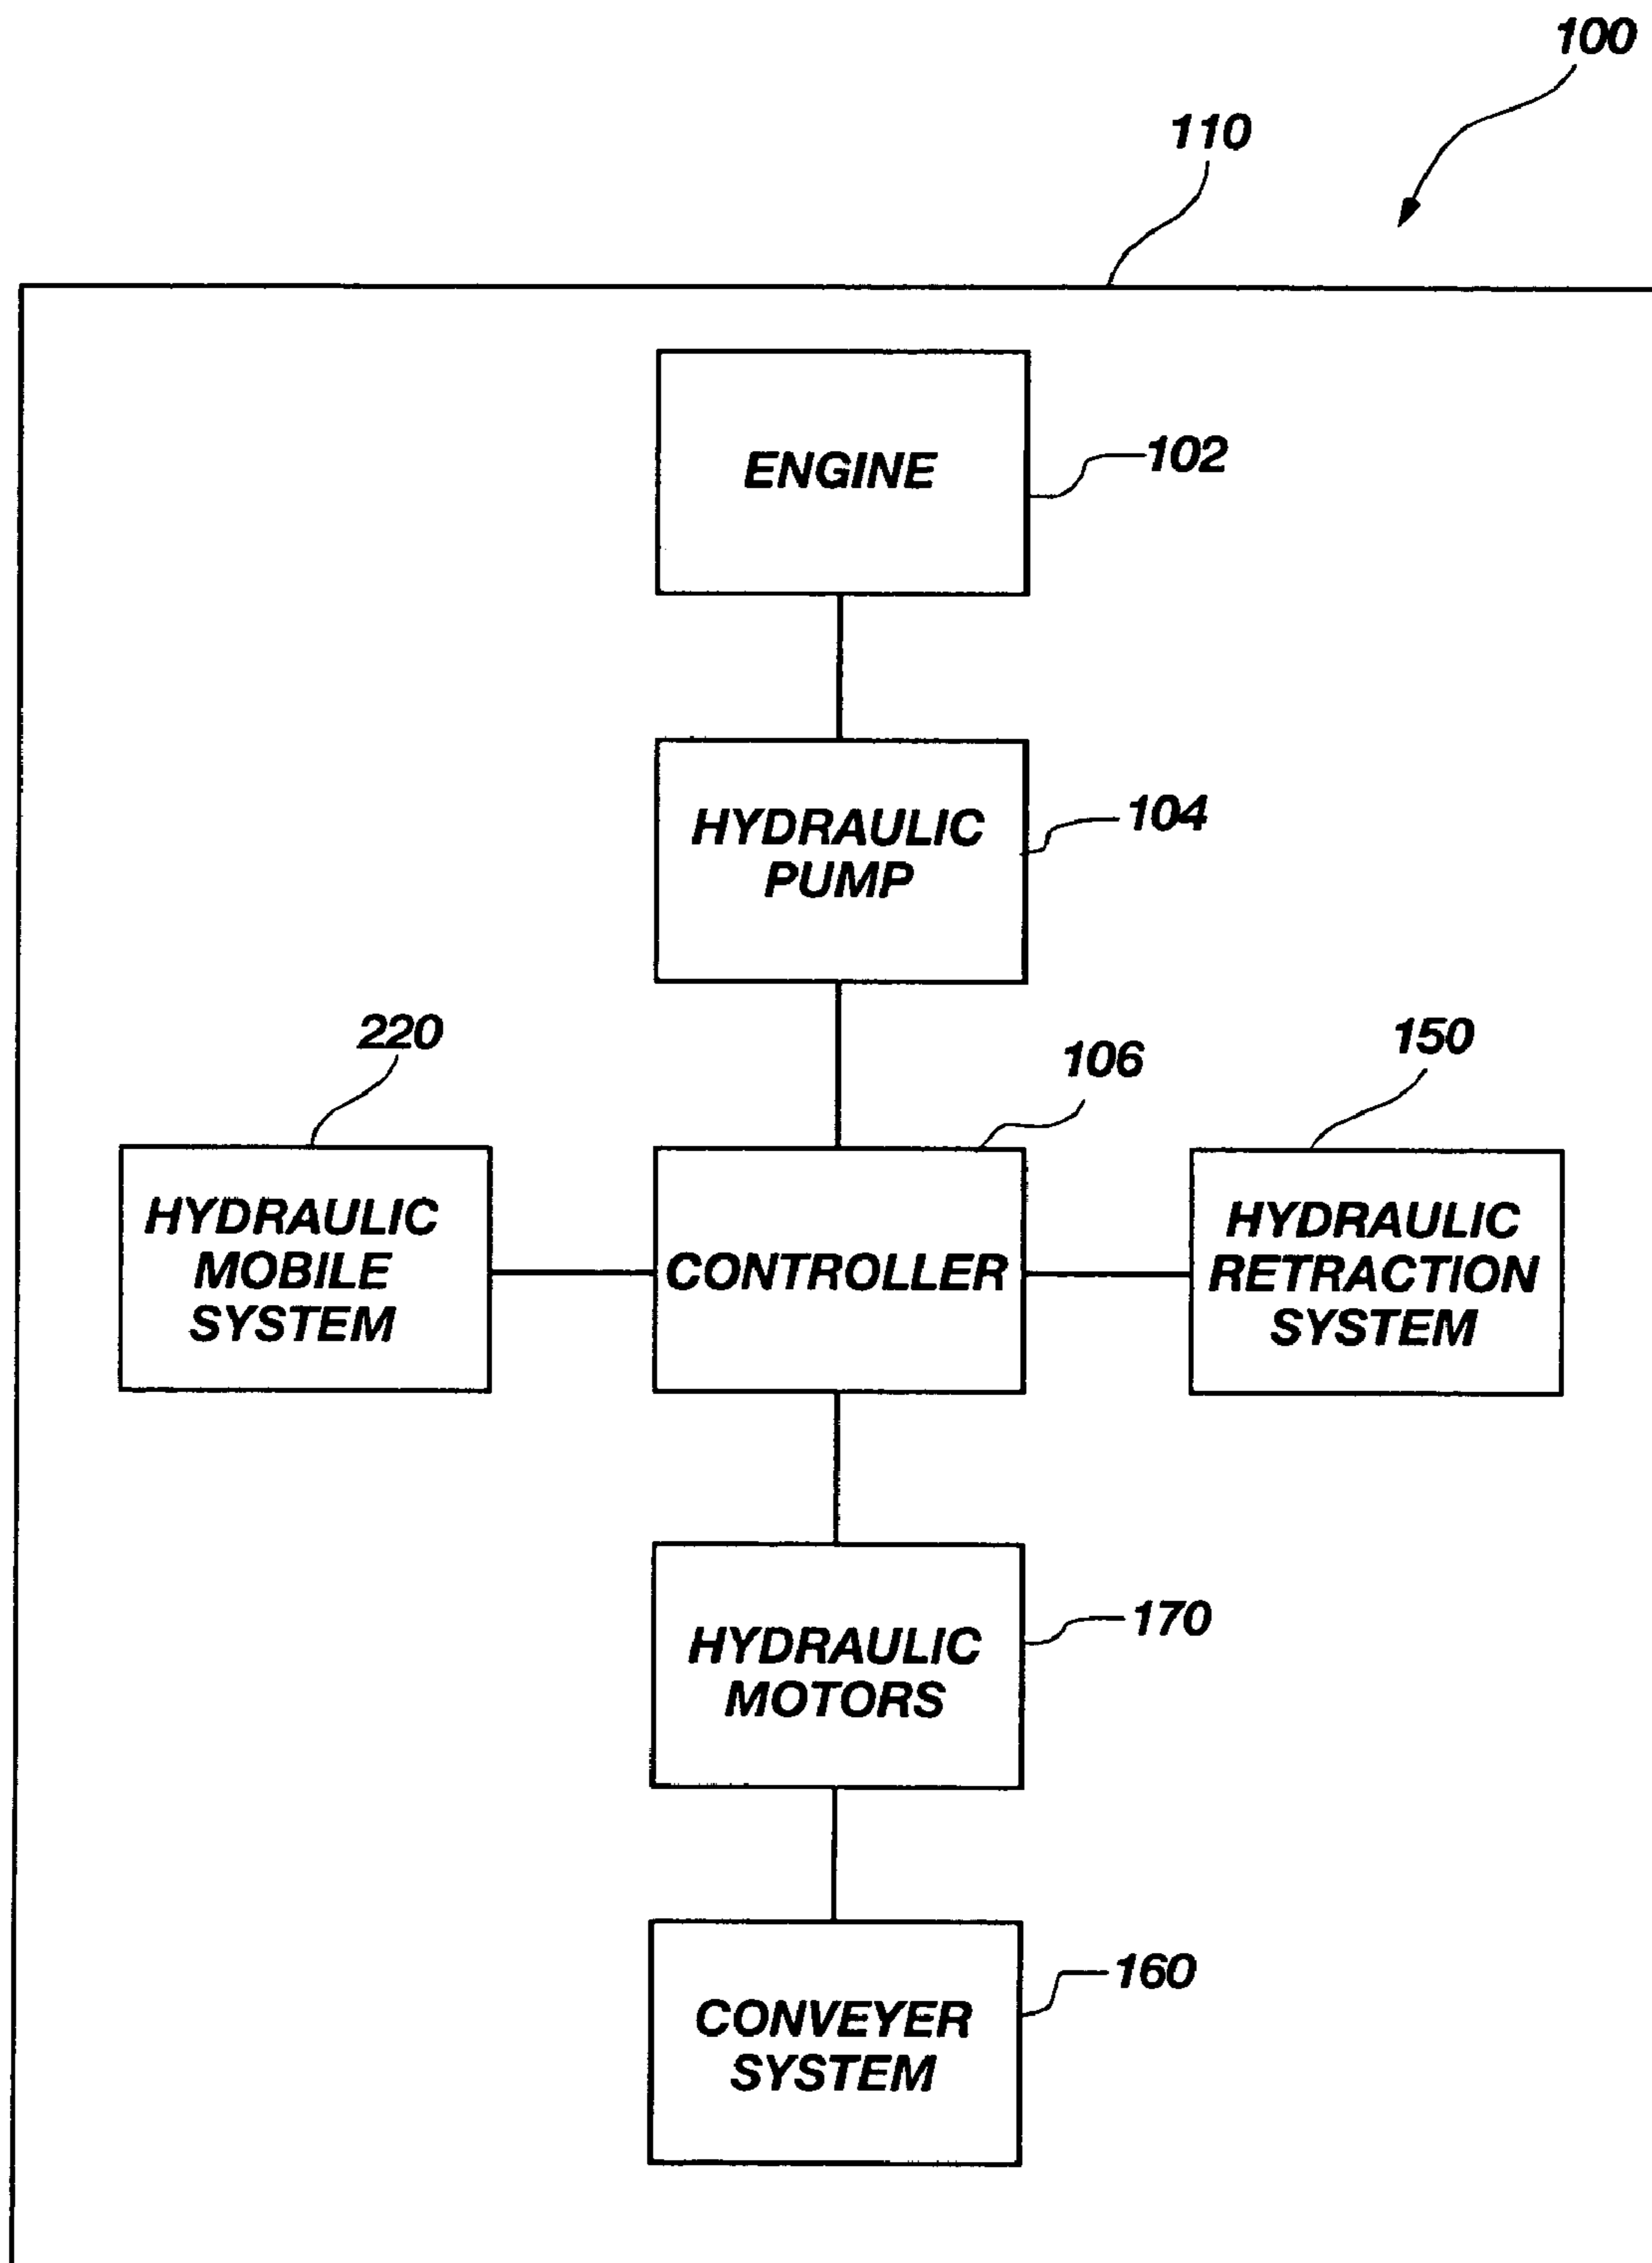 100
110
ENGINE
102
HYDRAULIC
PUMP
104
220
106
150
HYDRAULIC
MOBILE
SYSTEM
CONTROLLER
HYDRAULIC
RETRACTION
SYSTEM
HYDRAULIC
MOTORS
170
CONVEYER
SYSTEM
160